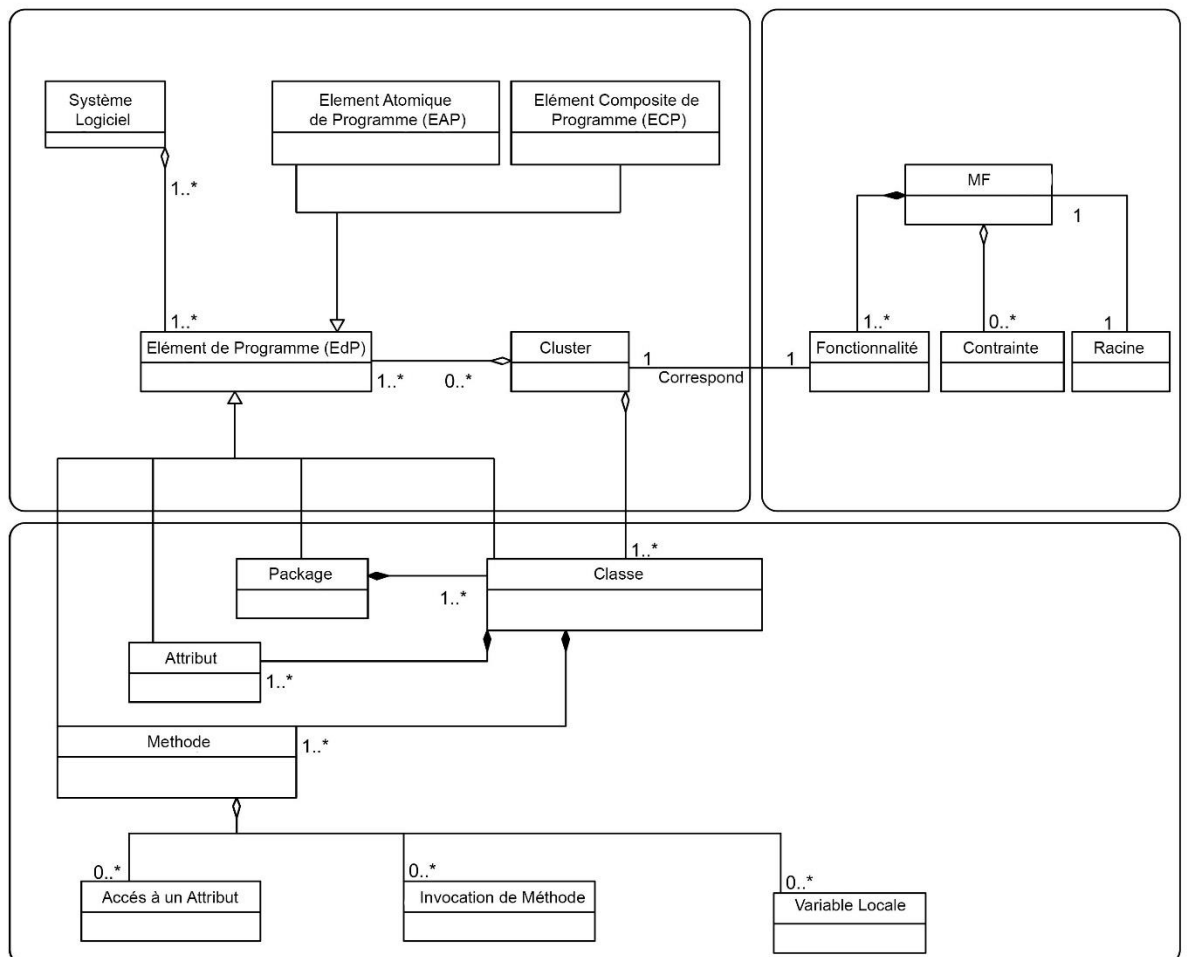 Système
Logiciel
Element Atomique
de Programme (EAP)
Elément Composite de
Programme (ECP)
1..*
1..*
Elément de Programme (EdP)
1..*
0..*
Cluster
1
Correspond
1
MF
1
1..*
0..*
1
Fonctionnalité
Contrainte
Racine
1..*
Package
1..*
Classe
Attribut
1..*
Methode
1..*
0..*
Accés à un Attribut
0..*
Invocation de Méthode
0..*
Variable Locale